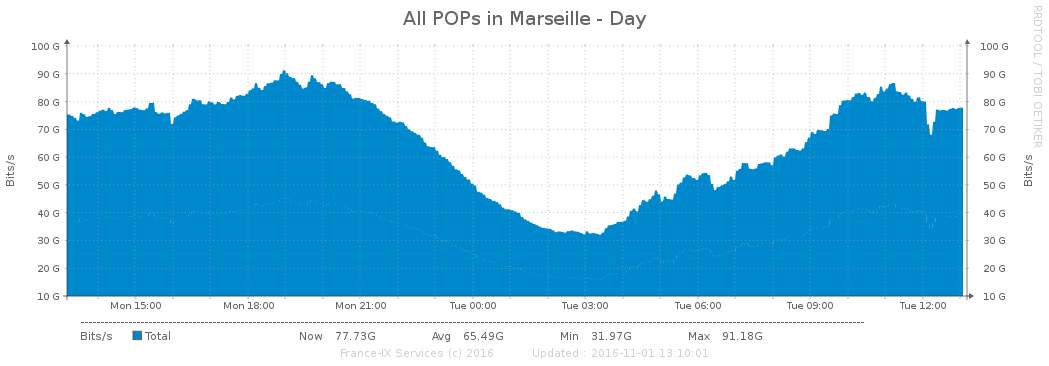 All POPs in Marseille - Day
RRDTOOL / TOBI OETIKER
Bits/s
100 G
90 G
80 G
70 G
60 G
50 G
40 G
30 G
20 G
10 G
100 G
90 G
80 G
70 G
60 G
50 G
40 G
30 G
20 G
10 G
Bits/s
Mon 15:00 Mon 18:00 Mon 21:00 Tue 00:00 Tue 03:00 Tue 06:00 Tue 09:00 Tue 12:00
Bits/s Total Now 77.73G Avg 65.49G Min 31.97G Max 91.18G
France-IX Services (c) 2016 Updated : 2016-11-01 13:10:01